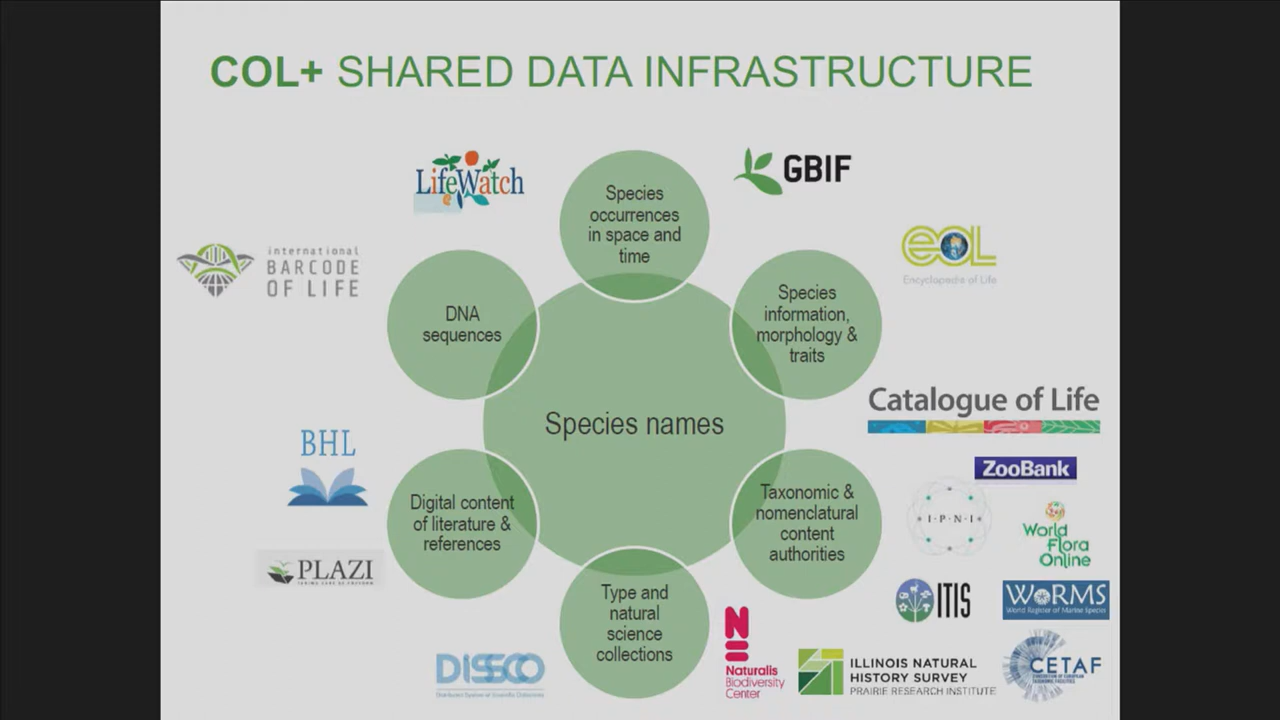 COL+ SHARED DATA INFRASTRUCTURE
LifeWatch
Species
occurrences
in space and
time
GBIF
international
BARCODE
OF LIFE
eOL
Encyclopedia of Life
DNA
sequences
Species
information,
morphology &
traits
Species names
Catalogue of Life
BHL
ZooBank
Digital content
of literature &
references
Taxonomic &
nomenclatural
content
authorities
I·P·N·I
World
Flora
Online
PLAZI
Type and
natural
science
collections
ITIS
WoRMS
World Register of Marine Species
DISSCO
Naturalis
Biodiversity
Center
ILLINOIS NATURAL
HISTORY SURVEY
PRAIRIE RESEARCH INSTITUTE
CETAF